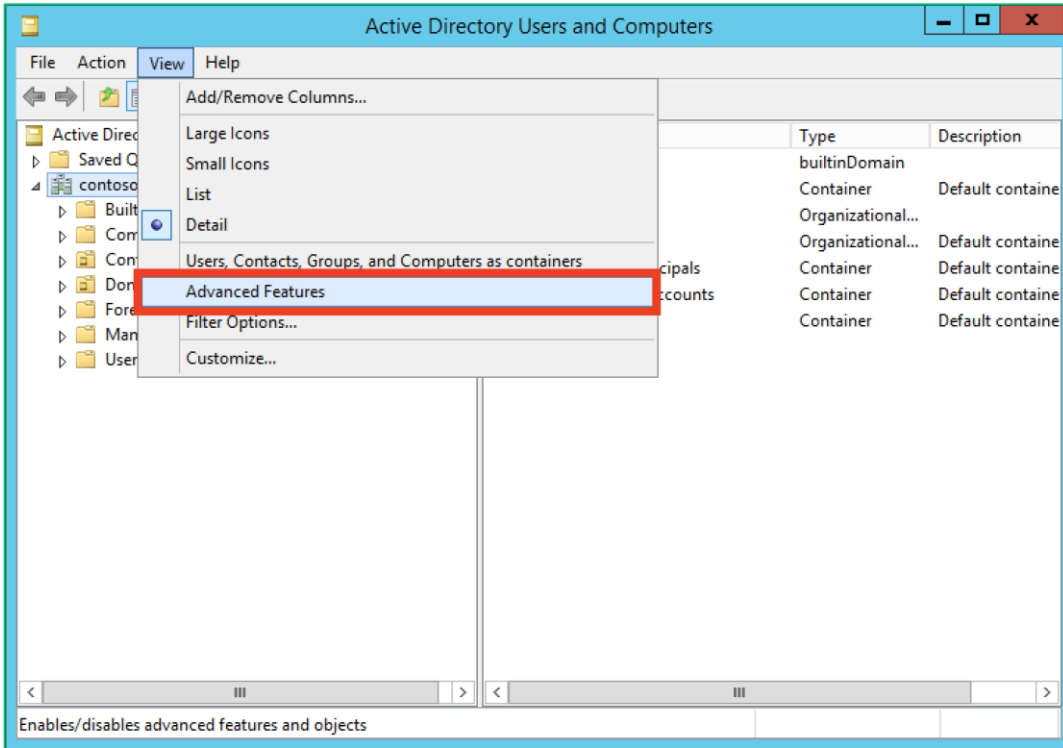 Active Directory Users and Computers
File Action View Help
Add/Remove Columns...
Large Icons
Small Icons
List
Detail
Users, Contacts, Groups, and Computers as containers
Advanced Features
Filter Options...
Customize...
Active Direc
Saved Q
contoso
Built
Com
Con
Dom
Fore
Man
User
Type Description
builtinDomain
Container Default containe
Organizational...
Organizational... Default containe
cipals Container Default containe
ccounts Container Default containe
Container Default containe
Enables/disables advanced features and objects